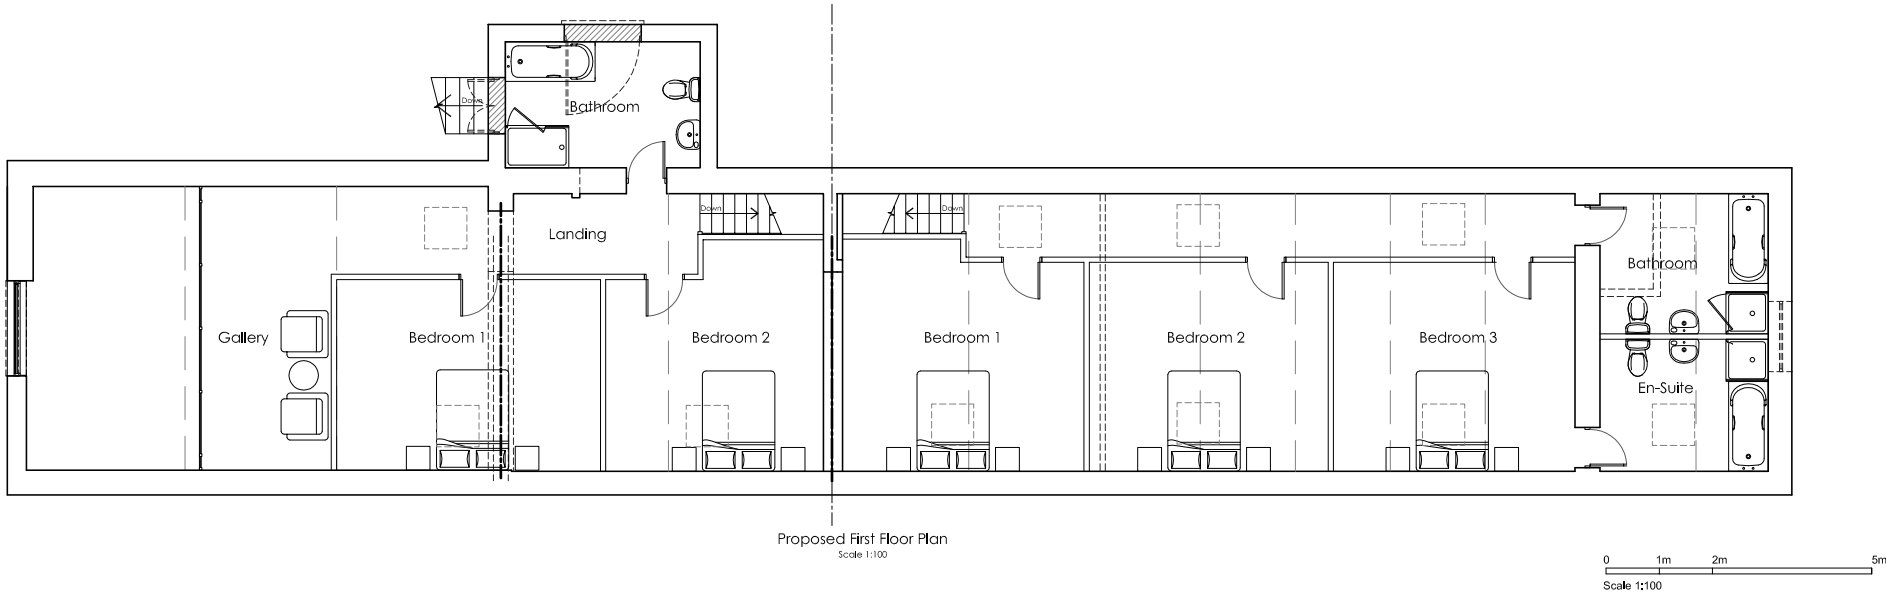 Down
Bathroom
Down
Down
Landing
Bathroom
Gallery
Bedroom 1
Bedroom 2
Bedroom 1
Bedroom 2
Bedroom 3
En-Suite
Proposed First Floor Plan
Scale 1:100
0 1m 2m 5m
Scale 1:100